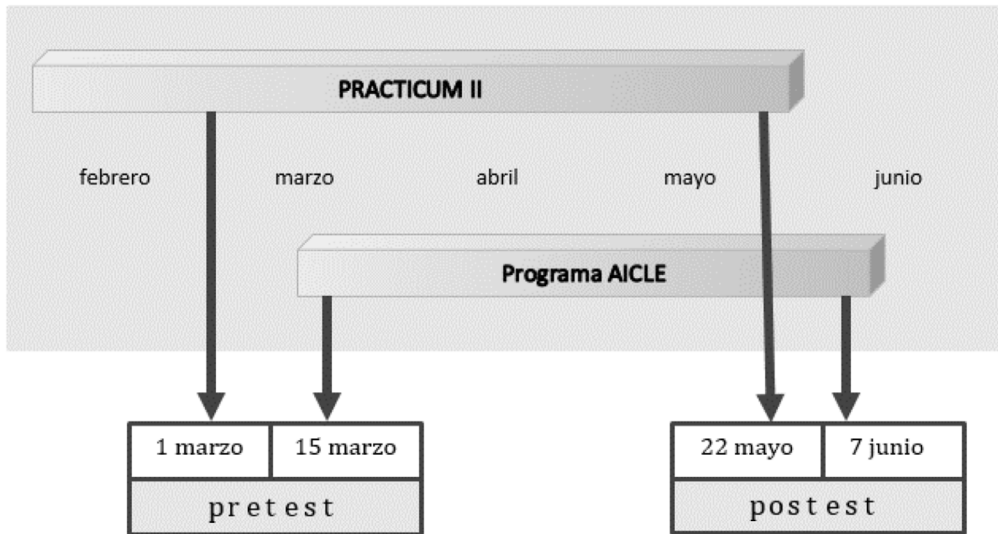 PRACTICUM II
febrero marzo abril mayo junio
Programa AICLE
1 marzo 15 marzo 22 mayo 7 junio
pretest postest